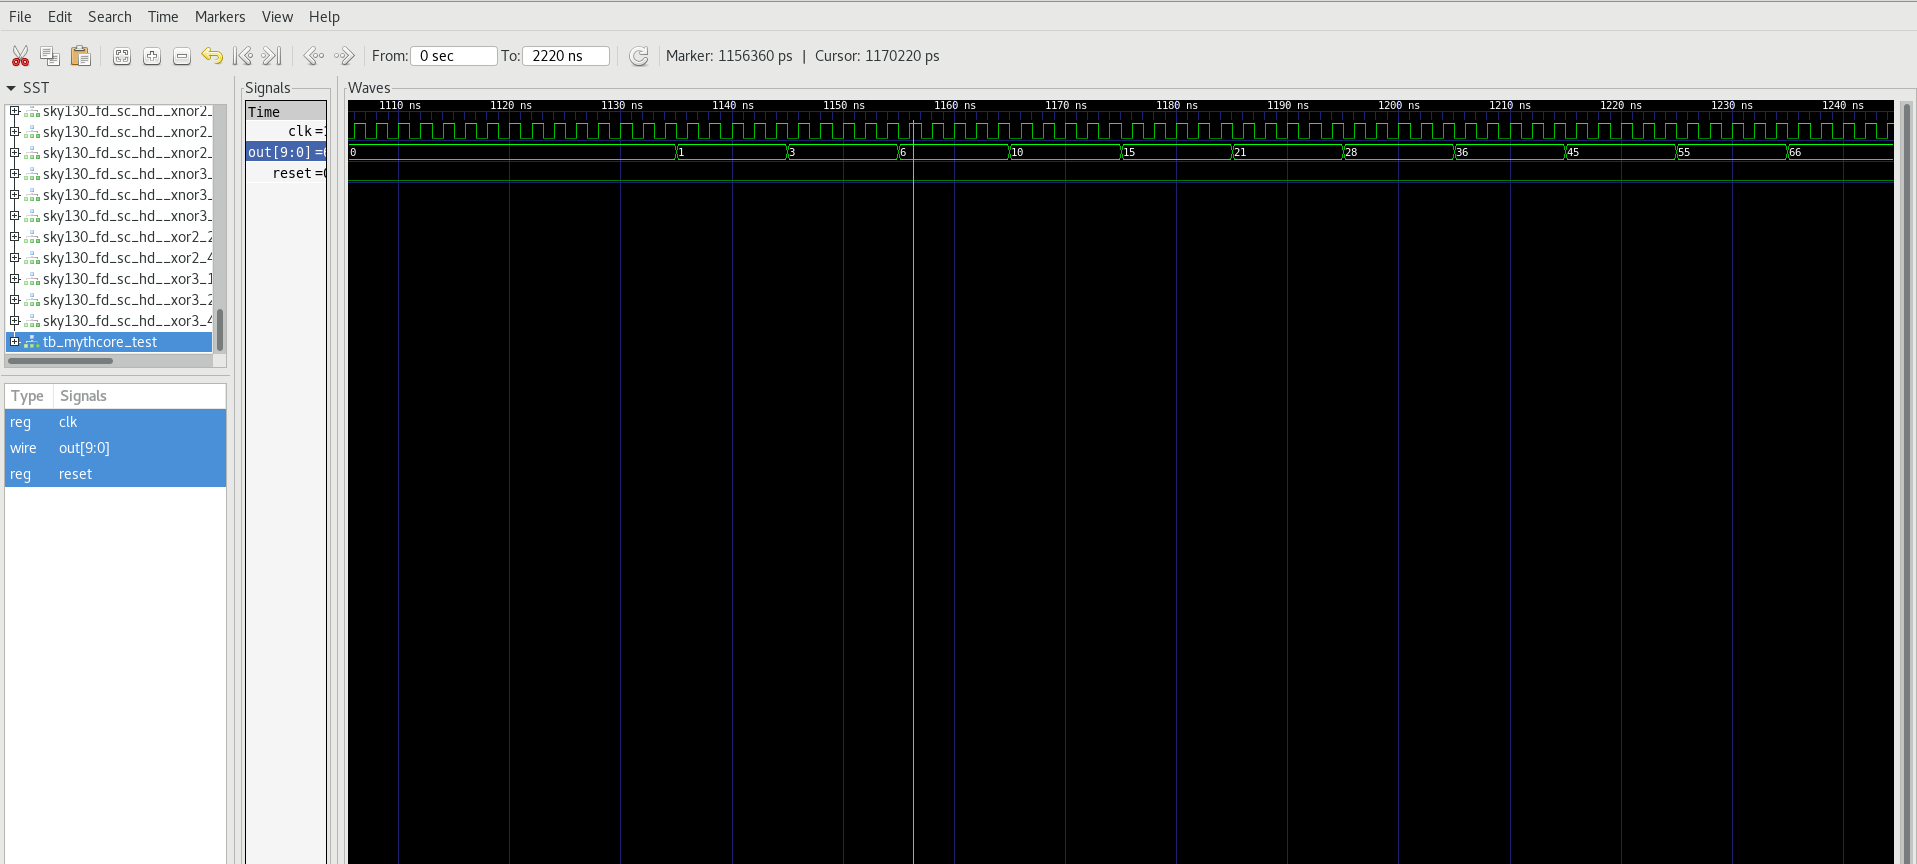 File Edit Search Time Markers View Help
From: 0 sec To: 2220 ns Marker: 1156360 ps | Cursor: 1170220 ps
SST
sky130_fd_sc_hd__xnor2_
sky130_fd_sc_hd__xnor2_
sky130_fd_sc_hd__xnor2_
sky130_fd_sc_hd__xnor3_
sky130_fd_sc_hd__xnor3_
sky130_fd_sc_hd__xnor3_
sky130_fd_sc_hd__xor2_2
sky130_fd_sc_hd__xor2_4
sky130_fd_sc_hd__xor3_1
sky130_fd_sc_hd__xor3_2
sky130_fd_sc_hd__xor3_4
tb_mythcore_test
Type Signals
reg clk
wire out[9:0]
reg reset
Signals
Time
clk =1
out[9:0] =6
reset =0
Waves
1110 ns 1120 ns 1130 ns 1140 ns 1150 ns 1160 ns 1170 ns 1180 ns 1190 ns 1200 ns 1210 ns 1220 ns 1230 ns 1240 ns
0 1 3 6 10 15 21 28 36 45 55 66